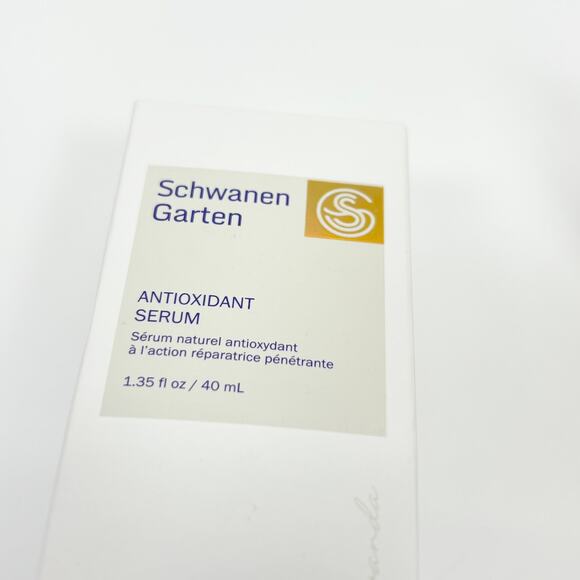 Schwanen
Garten
ANTIOXIDANT
SERUM
Sérum naturel antioxydant
à l'action réparatrice pénétrante
1.35 fl oz / 40 mL